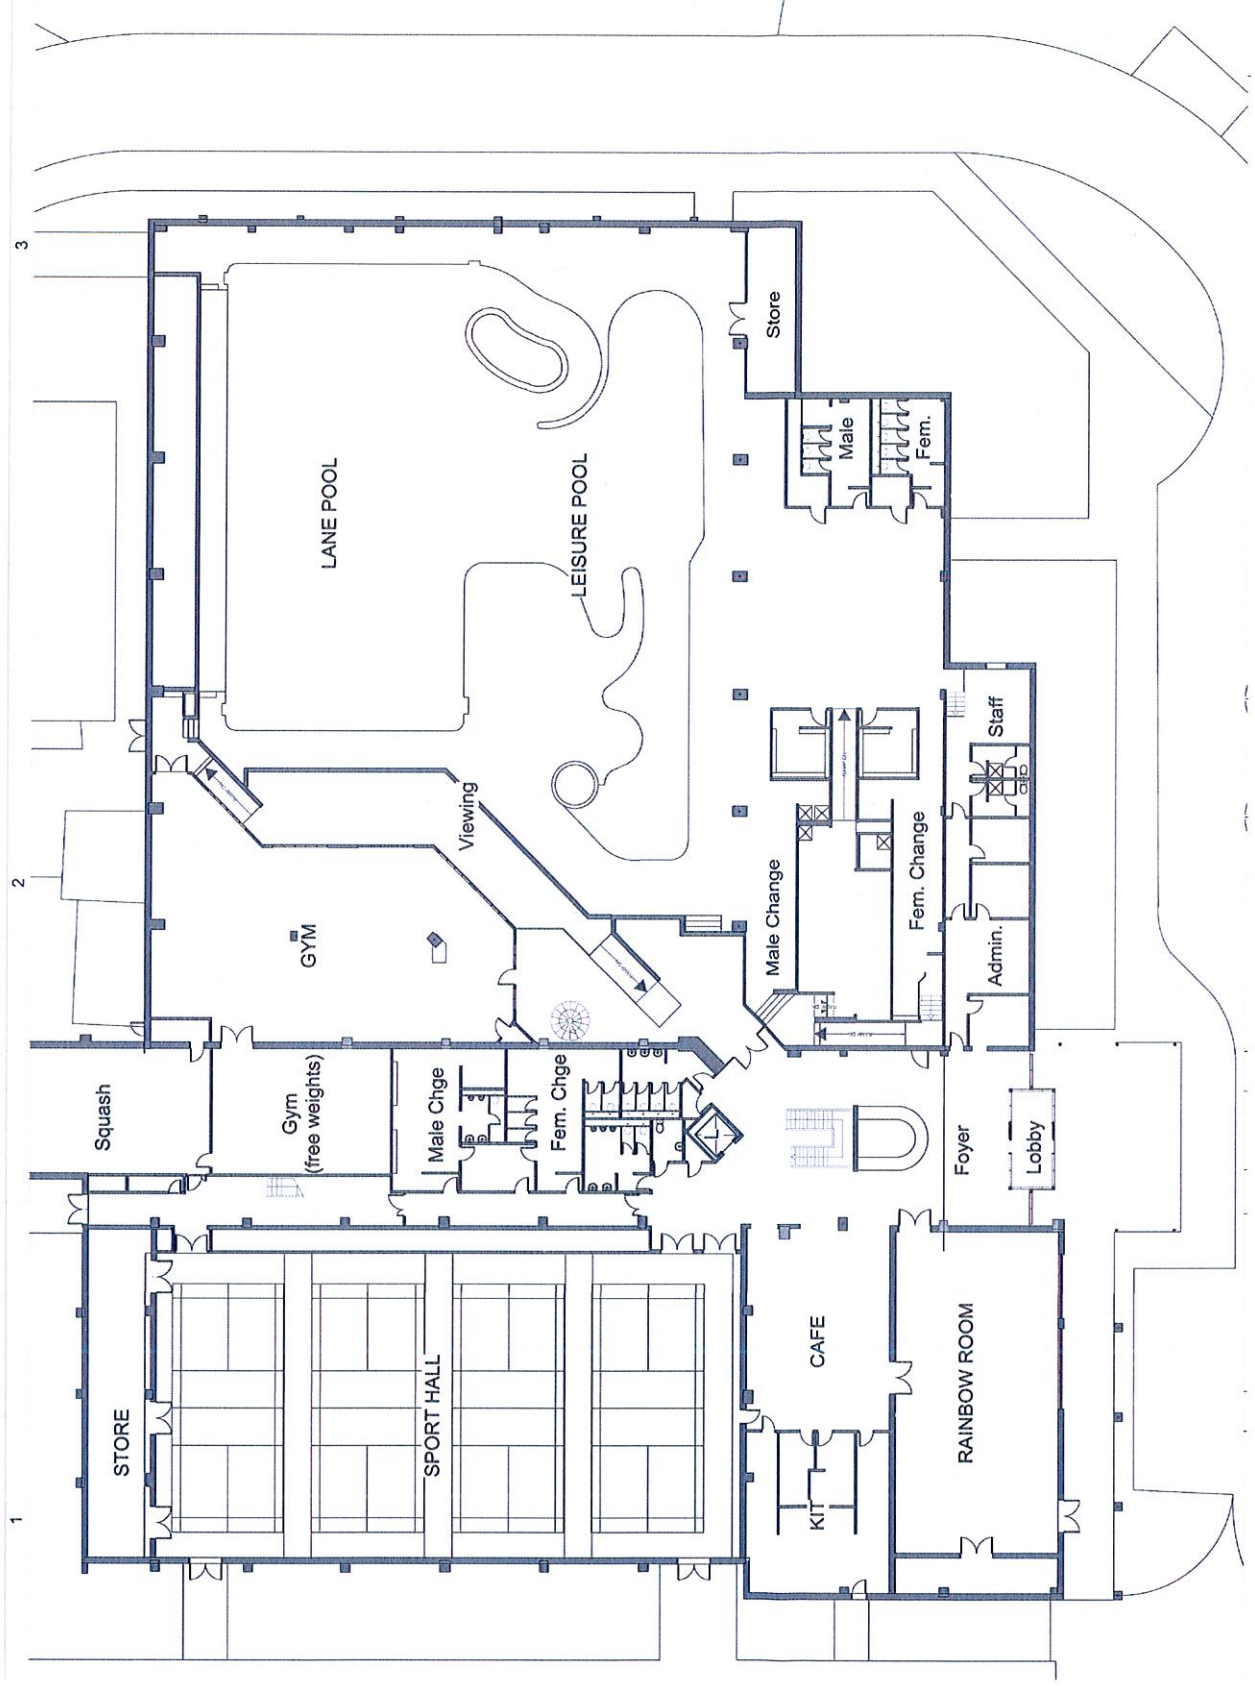 3
2
1
LANE POOL
LEISURE POOL
Store
Male
Fem.
Viewing
GYM
Male Change
Fem. Change
Staff
Admin.
Squash
Gym
(free weights)
Male Chge
Fem. Chge
L
Foyer
Lobby
STORE
SPORT HALL
CAFE
KIT
RAINBOW ROOM